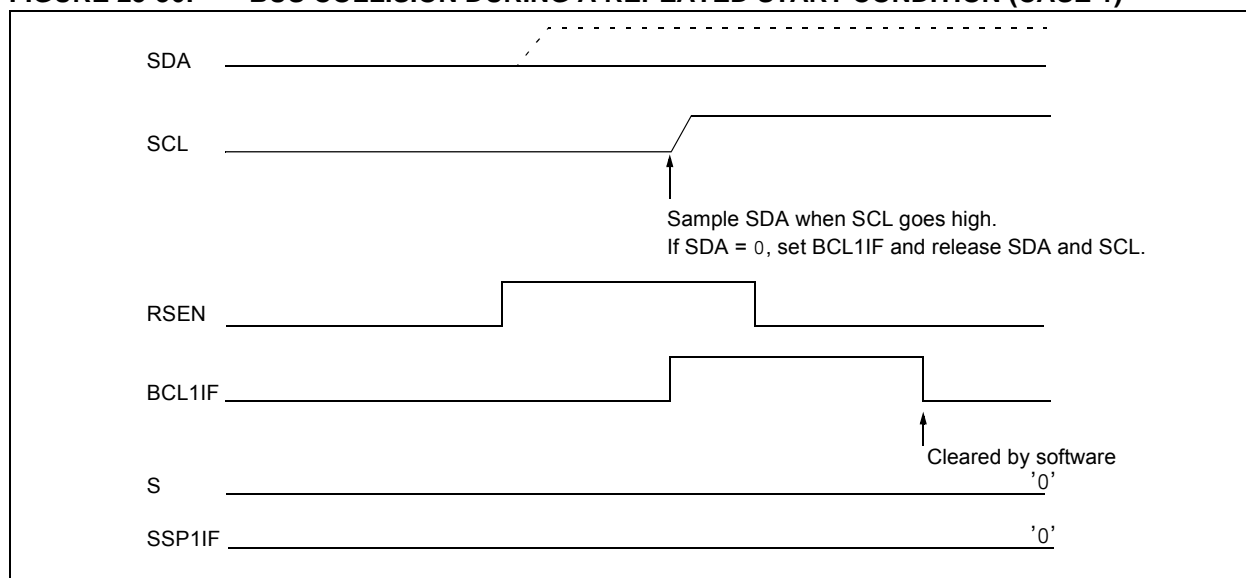 SDA
SCL
Sample SDA when SCL goes high.
If SDA = 0, set BCL1IF and release SDA and SCL.
RSEN
BCL1IF
Cleared by software
S
'0'
SSP1IF
'0'